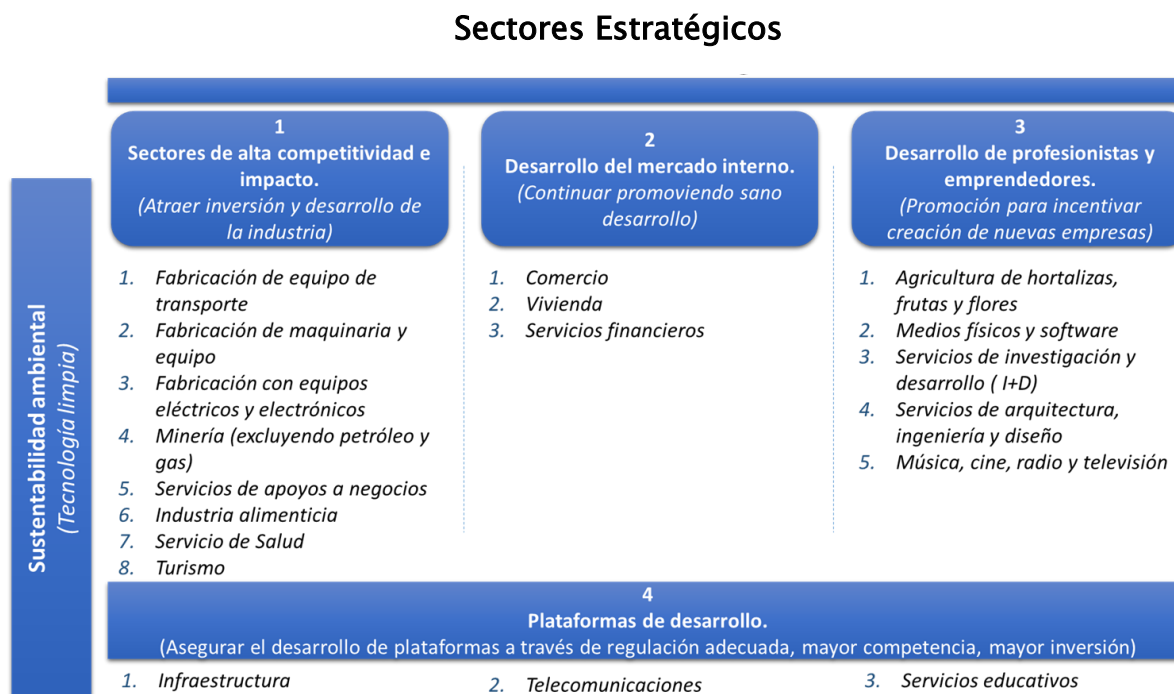 Sectores Estratégicos
Sustentabilidad ambiental
(Tecnología limpia)
1
Sectores de alta competitividad e
impacto.
(Atraer inversión y desarrollo de
la industria)
1. Fabricación de equipo de
transporte
2. Fabricación de maquinaria y
equipo
3. Fabricación con equipos
eléctricos y electrónicos
4. Minería (excluyendo petróleo y
gas)
5. Servicios de apoyos a negocios
6. Industria alimenticia
7. Servicio de Salud
8. Turismo
2
Desarrollo del mercado interno.
(Continuar promoviendo sano
desarrollo)
1. Comercio
2. Vivienda
3. Servicios financieros
3
Desarrollo de profesionistas y
emprendedores.
(Promoción para incentivar
creación de nuevas empresas)
1. Agricultura de hortalizas,
frutas y flores
2. Medios físicos y software
3. Servicios de investigación y
desarrollo ( I+D)
4. Servicios de arquitectura,
ingeniería y diseño
5. Música, cine, radio y televisión
4
Plataformas de desarrollo.
(Asegurar el desarrollo de plataformas a través de regulación adecuada, mayor competencia, mayor inversión)
1. Infraestructura
2. Telecomunicaciones
3. Servicios educativos